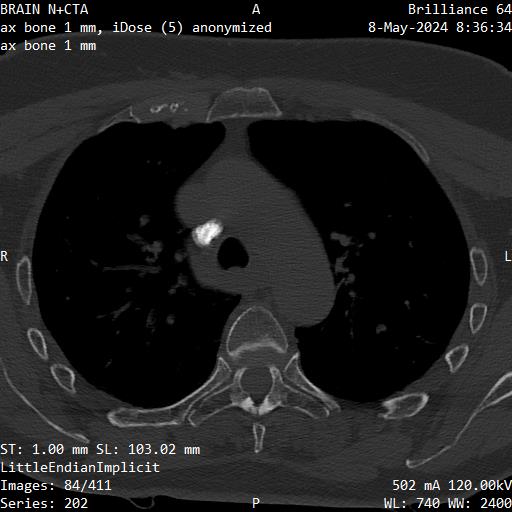 BRAIN N+CTA A Brilliance 64
ax bone 1 mm, iDose (5) anonymized 8-May-2024 8:36:34
ax bone 1 mm
R L
ST: 1.00 mm SL: 103.02 mm
LittleEndianImplicit
Images: 84/411 502 mA 120.00kV
Series: 202 P WL: 740 WW: 2400